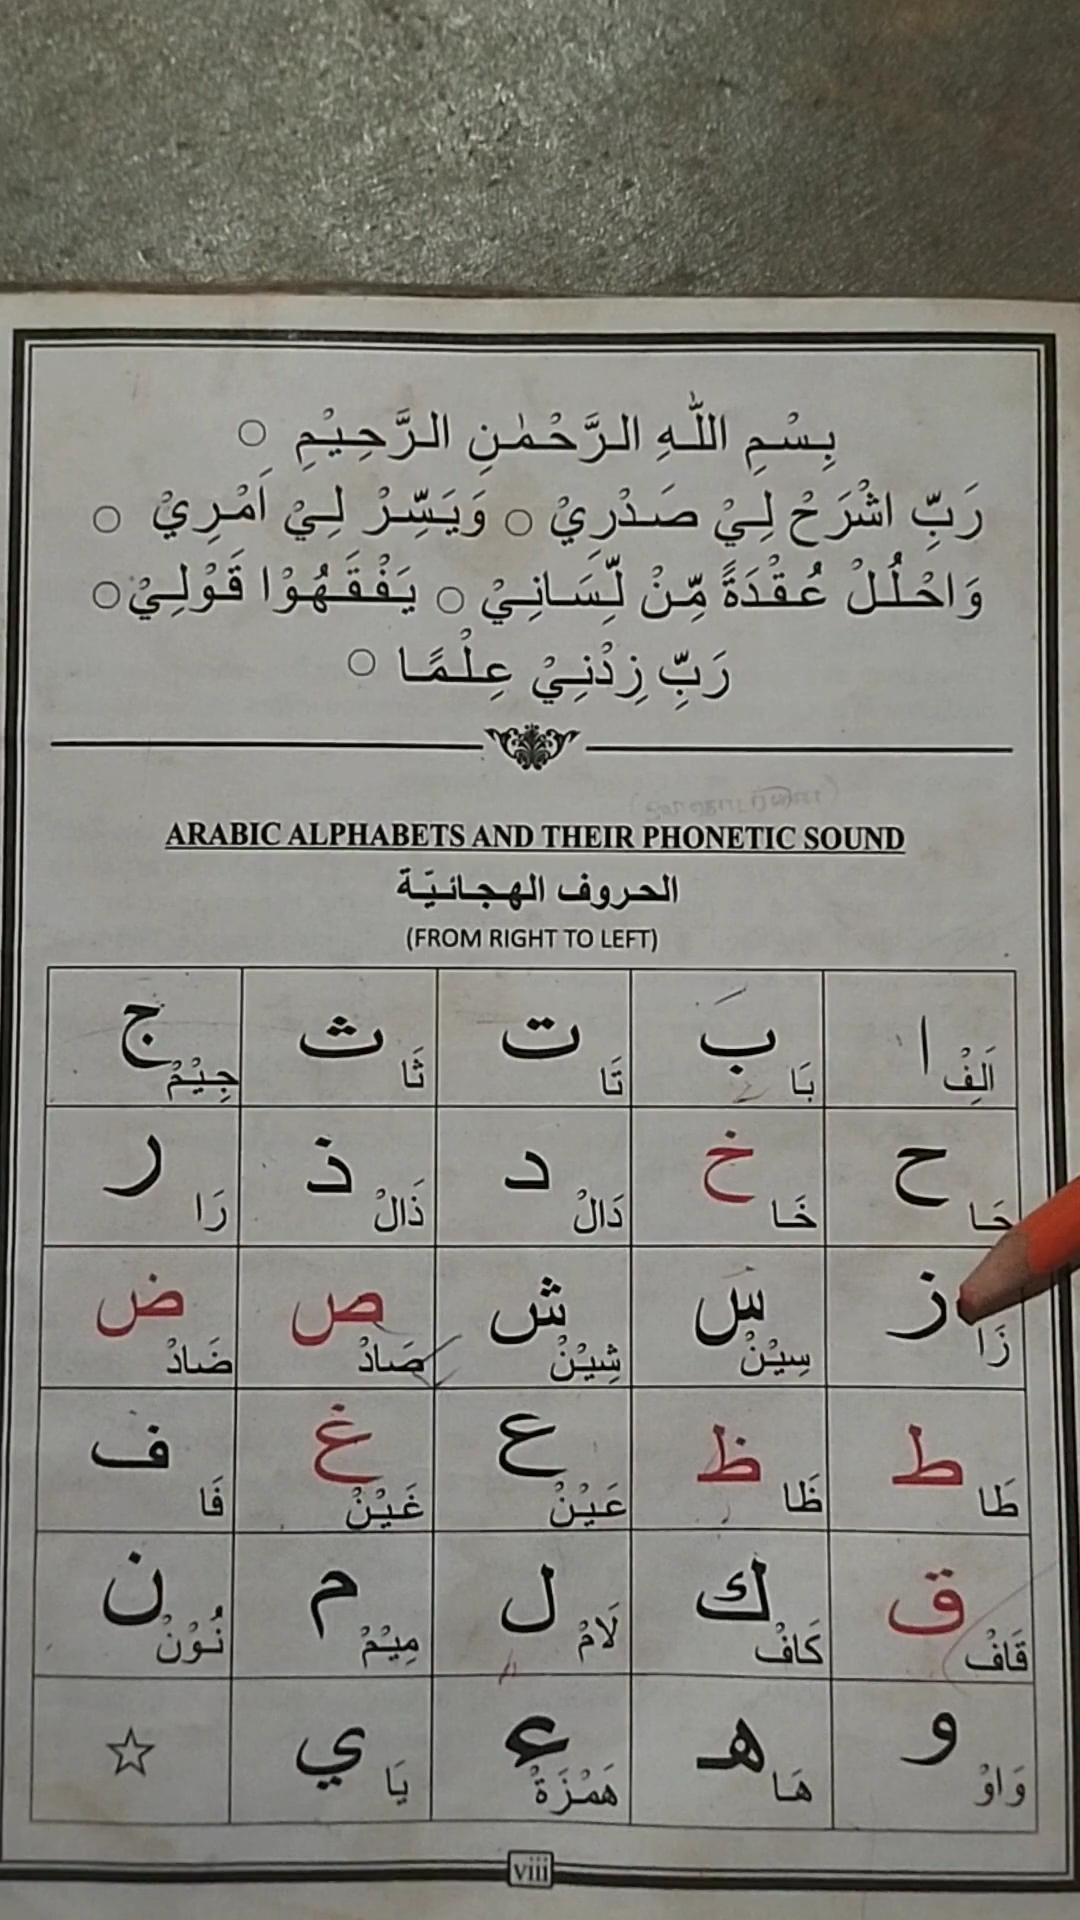 بِسْمِ اللّٰهِ الرَّحْمٰنِ الرَّحِيْمِ ○
رَبِّ اشْرَحْ لِيْ صَدْرِيْ ○ وَيَسِّرْ لِيْ اَمْرِيْ ○
وَاحْلُلْ عُقْدَةً مِّنْ لِّسَانِيْ ○ يَفْقَهُوْا قَوْلِيْ ○
رَبِّ زِدْنِيْ عِلْمًا ○
ARABIC ALPHABETS AND THEIR PHONETIC SOUND
الحروف الهجائيّة
(FROM RIGHT TO LEFT)
ا اَلِفْ بَ بَا ت تَا ث ثَا ج جِيْمْ
ح حَا خ خَا د دَالْ ذ ذَالْ ر رَا
ز زَا س سِيْنْ ش شِيْنْ ص صَادْ ض ضَادْ
ط طَا ظ ظَا ع عَيْنْ غ غَيْنْ ف فَا
ق قَافْ ك كَافْ ل لَامْ م مِيْمْ ن نُوْنْ
و وَاوْ هـ هَا ء هَمْزَةْ ي يَا ☆
viii